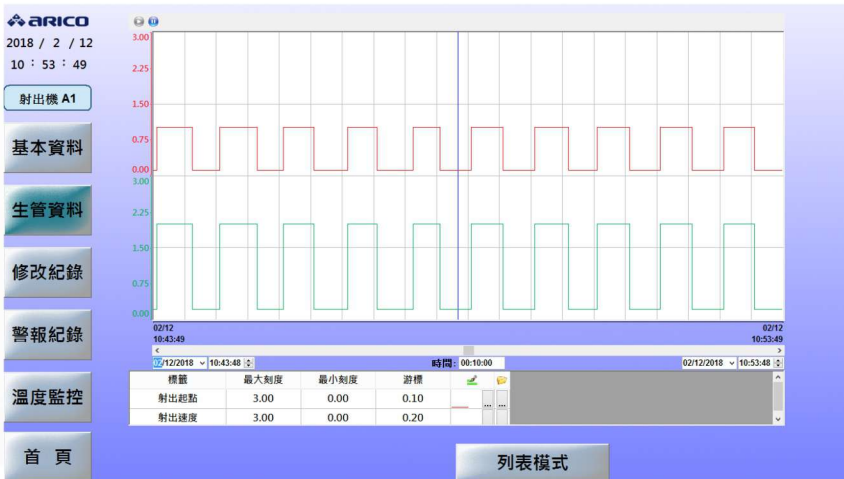 arico
2018 / 2 / 12
10 : 53 : 49
射出機 A1
基本資料
生管資料
修改紀錄
警報紀錄
溫度監控
首 頁
3.00
2.25
1.50
0.75
0.00
3.00
2.25
1.50
0.75
0.00
02/12
10:43:49
02/12
10:53:49
02/12/2018 10:43:48 時間: 00:10:00 02/12/2018 10:53:48
標籤 最大刻度 最小刻度 游標
射出起點 3.00 0.00 0.10 ... ...
射出速度 3.00 0.00 0.20
列表模式